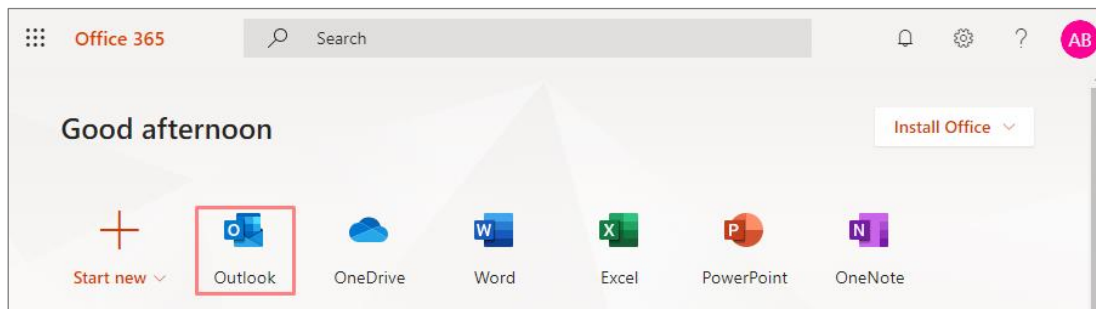 Office 365 Search ? AB
Good afternoon
Install Office
O W X P N
Start new Outlook OneDrive Word Excel PowerPoint OneNote